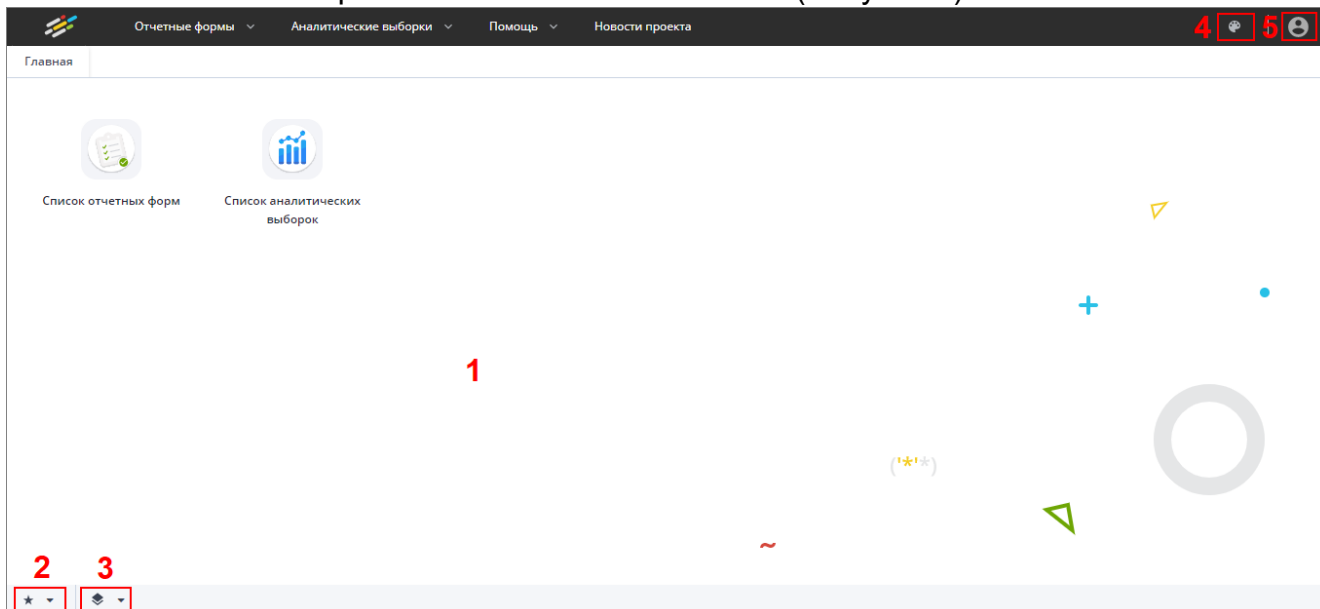 Отчетные формы Аналитические выборки Помощь Новости проекта 4 5
Главная
Список отчетных форм
Список аналитических
выборок
1
('*'*)
~
2 3